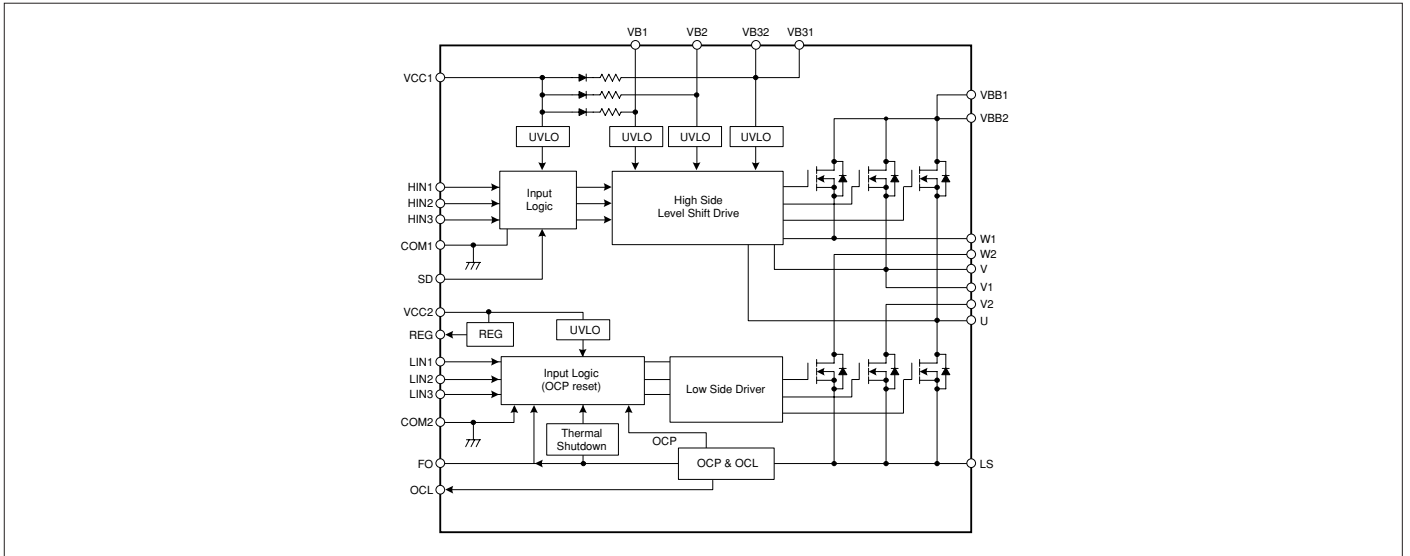 VB1
VB2
VB32
VB31
VCC1
VBB1
VBB2
UVLO
UVLO
UVLO
UVLO
HIN1
HIN2
HIN3
Input
Logic
High Side
Level Shift Drive
COM1
SD
W1
W2
V
V1
V2
U
VCC2
REG
REG
UVLO
LIN1
LIN2
LIN3
Input Logic
(OCP reset)
Low Side Driver
COM2
Thermal
Shutdown
OCP
FO
OCP & OCL
LS
OCL